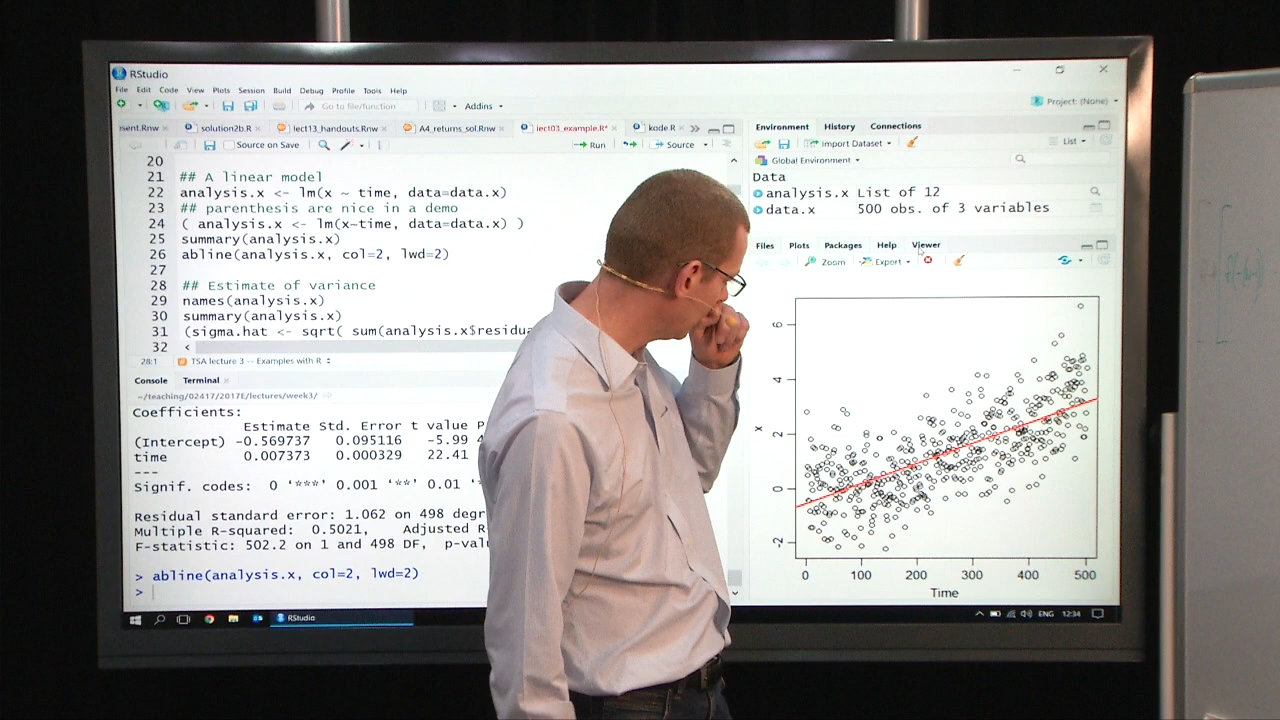 RStudio
File Edit Code View Plots Session Build Debug Profile Tools Help
Go to file/function Addins Project: (None)
ment.Rnw solution2b.R lect13_handouts.Rnw A4_returns_sol.Rnw lect03_example.R* kode.R
Source on Save Run Source
20
21 ## A linear model
22 analysis.x <- lm(x ~ time, data=data.x)
23 ## parenthesis are nice in a demo
24 ( analysis.x <- lm(x~time, data=data.x) )
25 summary(analysis.x)
26 abline(analysis.x, col=2, lwd=2)
27
28 ## Estimate of variance
29 names(analysis.x)
30 summary(analysis.x)
31 (sigma.hat <- sqrt( sum(analysis.x$residua
32
28:1 TSA lecture 3 -- Examples with R
Console Terminal
~/teaching/02417/2017E/lectures/week3/
Coefficients:
Estimate Std. Error t value P
(Intercept) -0.569737 0.095116 -5.99 4
time 0.007373 0.000329 22.41
---
Signif. codes: 0 '***' 0.001 '**' 0.01 '
Residual standard error: 1.062 on 498 degr
Multiple R-squared: 0.5021, Adjusted R
F-statistic: 502.2 on 1 and 498 DF, p-valu
> abline(analysis.x, col=2, lwd=2)
>
Environment History Connections
Import Dataset List
Global Environment
Data
analysis.x List of 12
data.x 500 obs. of 3 variables
Files Plots Packages Help Viewer
Zoom Export
6
4
2
0
-2
x
0 100 200 300 400 500
Time
RStudio
ENG 12:34